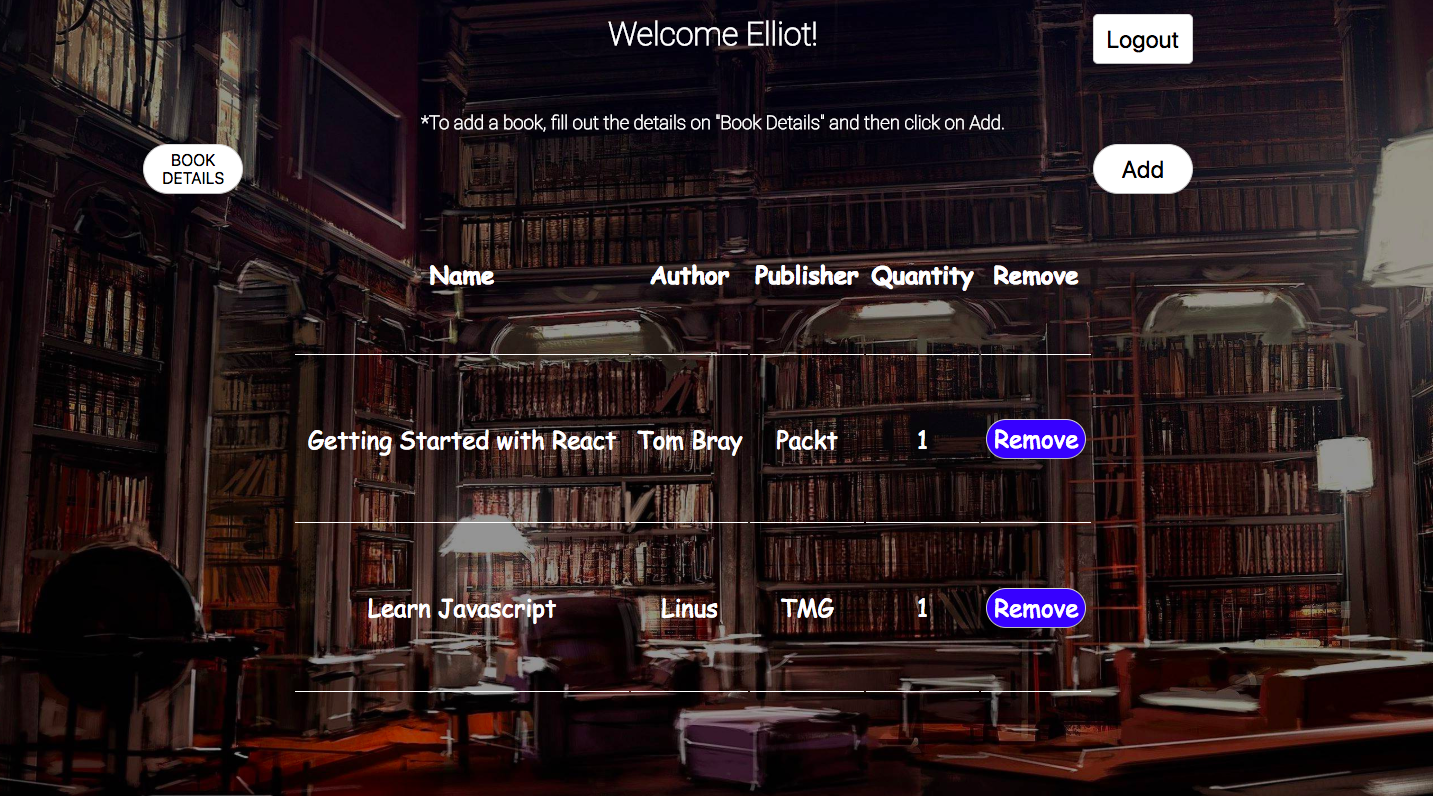 Welcome Elliot!
Logout
*To add a book, fill out the details on "Book Details" and then click on Add.
BOOK
DETAILS
Add
Name Author Publisher Quantity Remove
Getting Started with React Tom Bray Packt 1 Remove
Learn Javascript Linus TMG 1 Remove